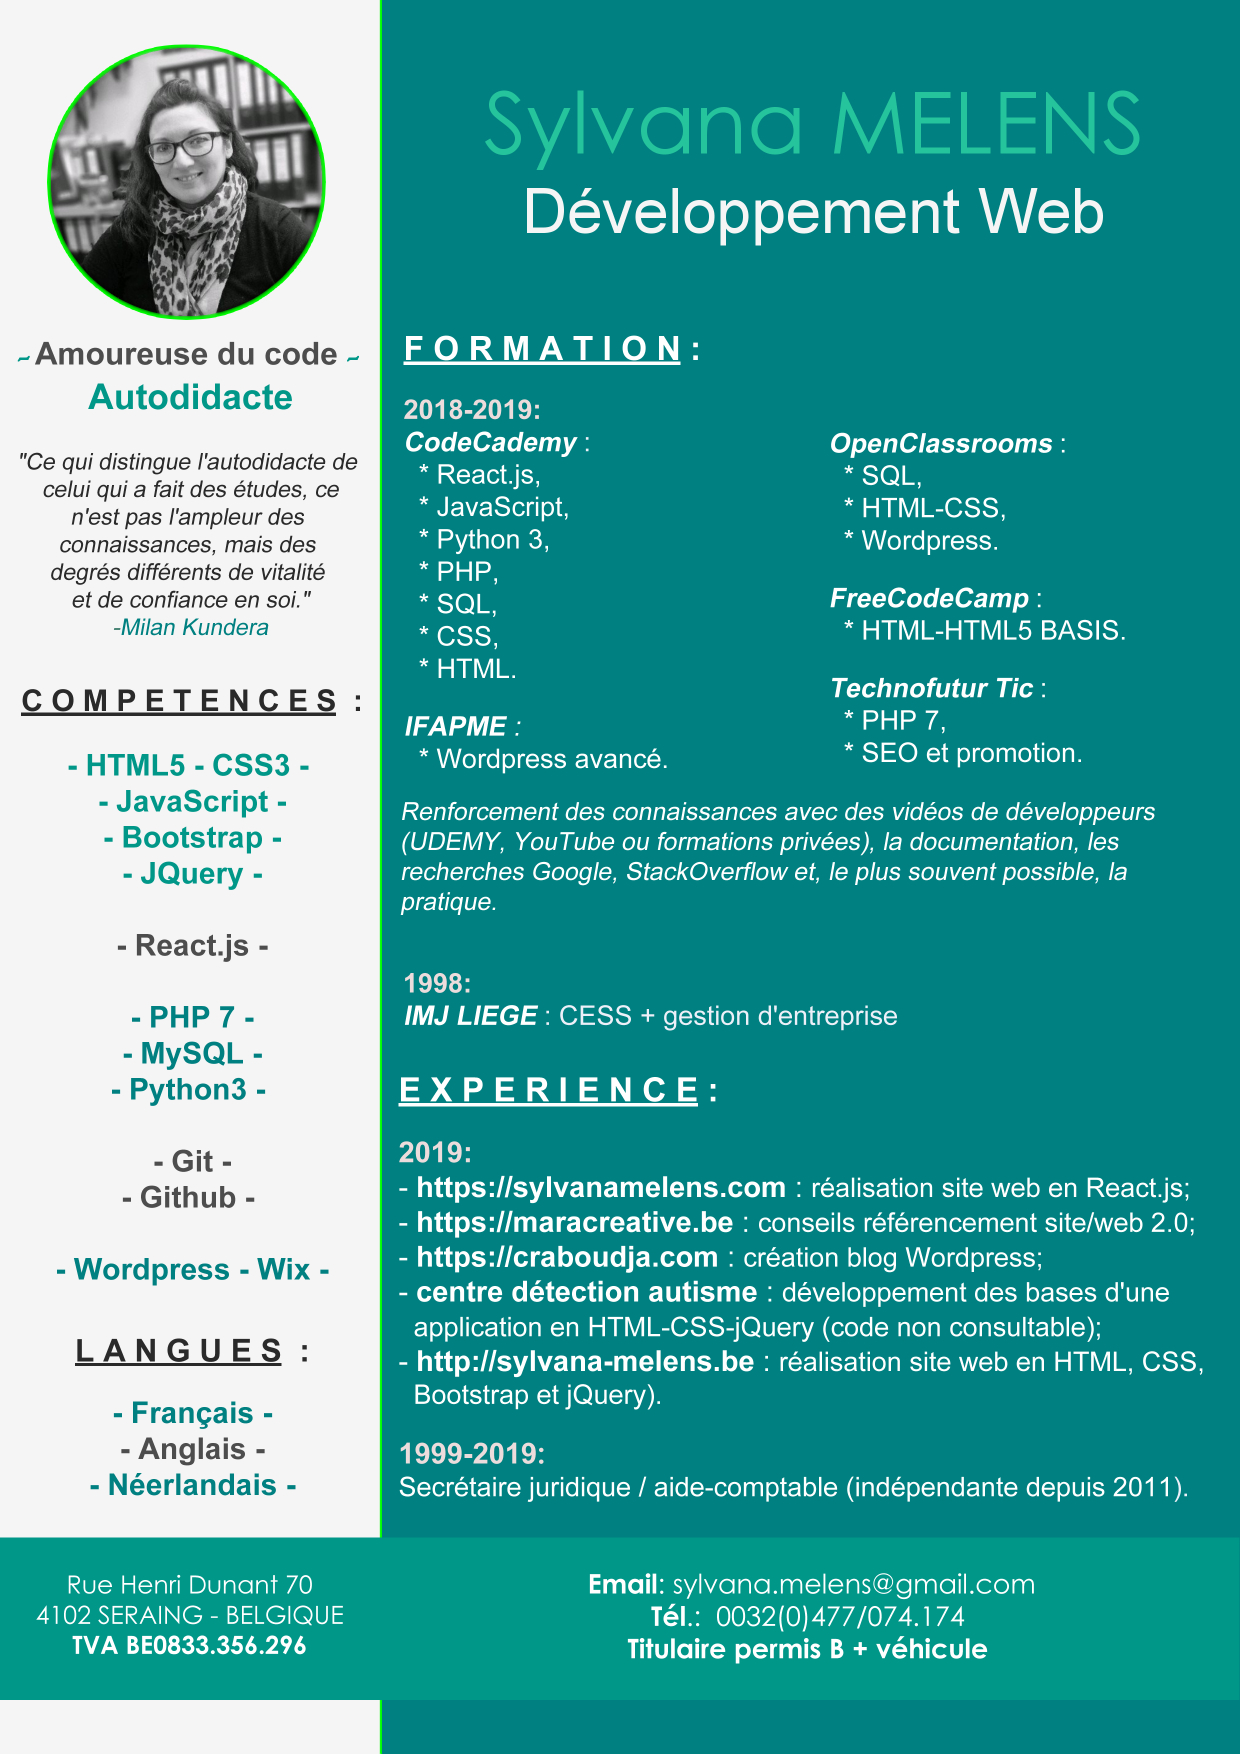 Sylvana MELENS
Développement Web
~ Amoureuse du code ~
Autodidacte
"Ce qui distingue l'autodidacte de
celui qui a fait des études, ce
n'est pas l'ampleur des
connaissances, mais des
degrés différents de vitalité
et de confiance en soi."
-Milan Kundera
COMPETENCES :
- HTML5 - CSS3 -
- JavaScript -
- Bootstrap -
- JQuery -
- React.js -
- PHP 7 -
- MySQL -
- Python3 -
- Git -
- Github -
- Wordpress - Wix -
LANGUES :
- Français -
- Anglais -
- Néerlandais -
FORMATION :
2018-2019:
CodeCademy :
* React.js,
* JavaScript,
* Python 3,
* PHP,
* SQL,
* CSS,
* HTML.
IFAPME :
* Wordpress avancé.
OpenClassrooms :
* SQL,
* HTML-CSS,
* Wordpress.
FreeCodeCamp :
* HTML-HTML5 BASIS.
Technofutur Tic :
* PHP 7,
* SEO et promotion.
Renforcement des connaissances avec des vidéos de développeurs
(UDEMY, YouTube ou formations privées), la documentation, les
recherches Google, StackOverflow et, le plus souvent possible, la
pratique.
1998:
IMJ LIEGE : CESS + gestion d'entreprise
EXPERIENCE :
2019:
- https://sylvanamelens.com : réalisation site web en React.js;
- https://maracreative.be : conseils référencement site/web 2.0;
- https://craboudja.com : création blog Wordpress;
- centre détection autisme : développement des bases d'une
application en HTML-CSS-jQuery (code non consultable);
- http://sylvana-melens.be : réalisation site web en HTML, CSS,
Bootstrap et jQuery).
1999-2019:
Secrétaire juridique / aide-comptable (indépendante depuis 2011).
Rue Henri Dunant 70
4102 SERAING - BELGIQUE
TVA BE0833.356.296
Email: sylvana.melens@gmail.com
Tél.: 0032(0)477/074.174
Titulaire permis B + véhicule